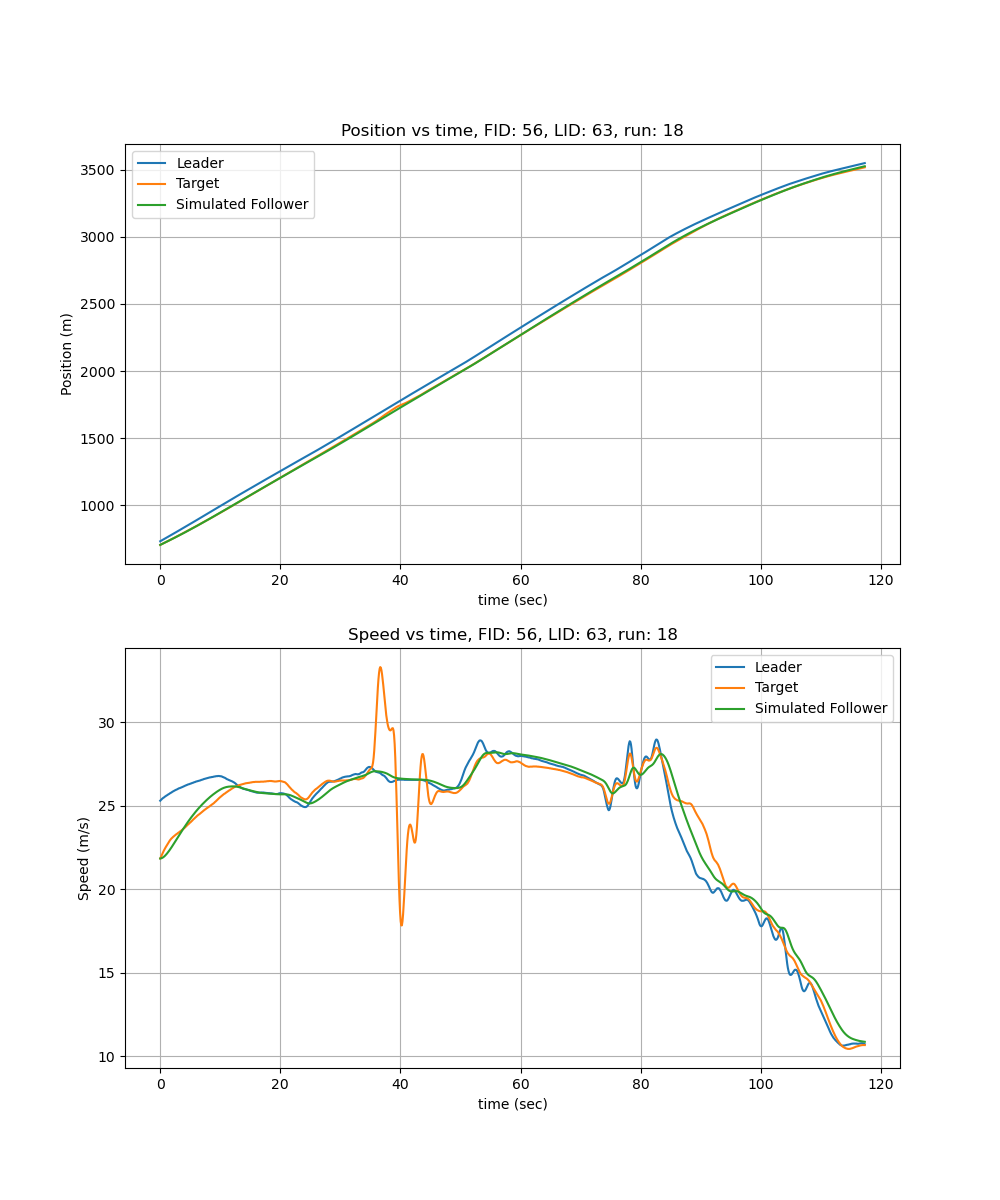 Position vs time, FID: 56, LID: 63, run: 18
Leader
Target
Simulated Follower
3500
3000
2500
2000
1500
1000
Position (m)
0 20 40 60 80 100 120
time (sec)
Speed vs time, FID: 56, LID: 63, run: 18
Leader
Target
Simulated Follower
30
25
20
15
10
Speed (m/s)
0 20 40 60 80 100 120
time (sec)